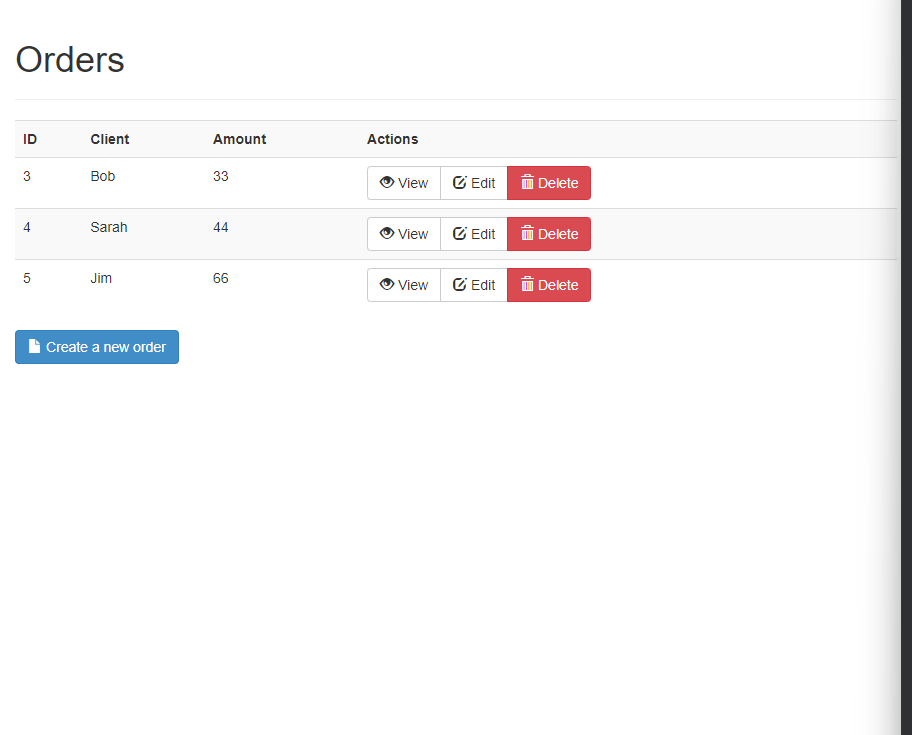 Orders
ID Client Amount Actions
3 Bob 33 View Edit Delete
4 Sarah 44 View Edit Delete
5 Jim 66 View Edit Delete
Create a new order